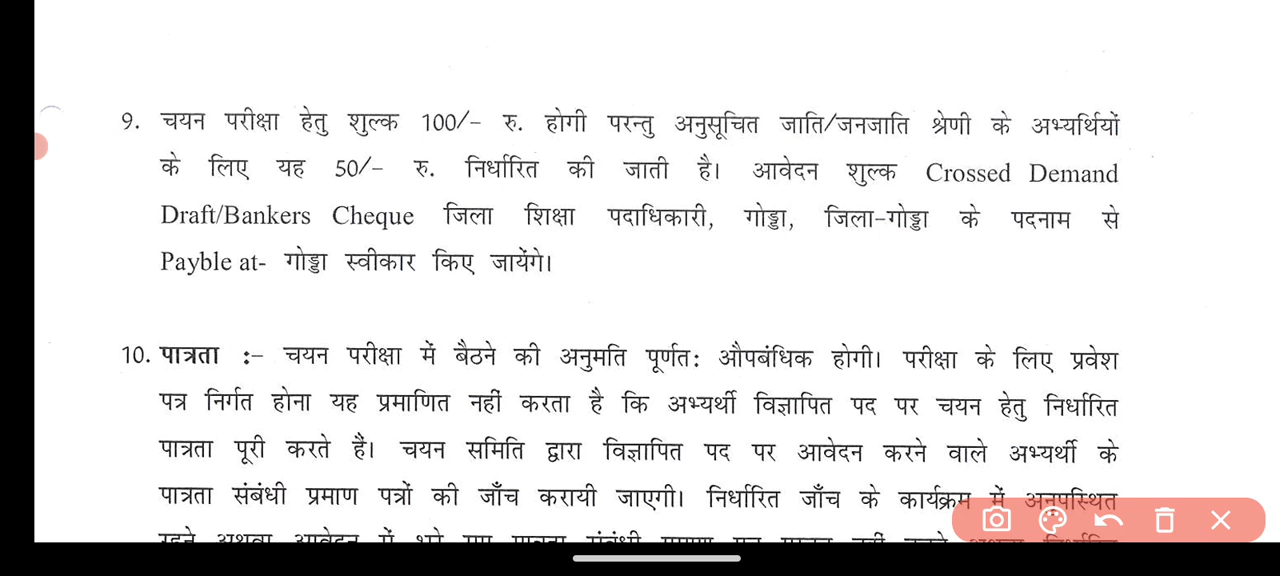 9. चयन परीक्षा हेतु शुल्क 100/- रु. होगी परन्तु अनुसूचित जाति/जनजाति श्रेणी के अभ्यर्थियों
के लिए यह 50/- रु. निर्धारित की जाती है। आवेदन शुल्क Crossed Demand
Draft/Bankers Cheque जिला शिक्षा पदाधिकारी, गोड्डा, जिला-गोड्डा के पदनाम से
Payble at- गोड्डा स्वीकार किए जायेंगे।
10. पात्रता :- चयन परीक्षा में बैठने की अनुमति पूर्णतः औपबंधिक होगी। परीक्षा के लिए प्रवेश
पत्र निर्गत होना यह प्रमाणित नहीं करता है कि अभ्यर्थी विज्ञापित पद पर चयन हेतु निर्धारित
पात्रता पूरी करते हैं। चयन समिति द्वारा विज्ञापित पद पर आवेदन करने वाले अभ्यर्थी के
पात्रता संबंधी प्रमाण पत्रों की जाँच करायी जाएगी। निर्धारित जाँच के कार्यक्रम में अनुपस्थित